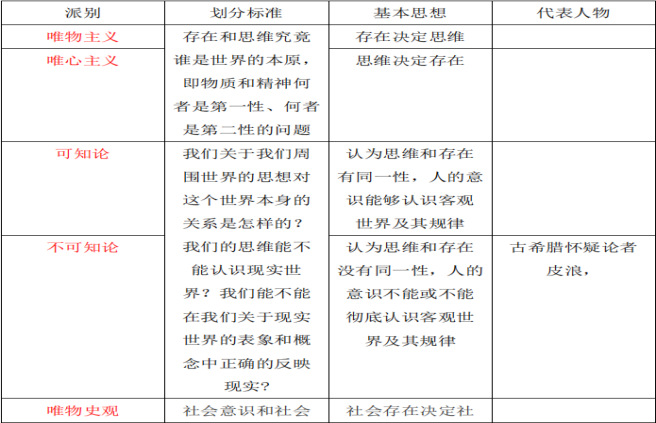 派别 划分标准 基本思想 代表人物
唯物主义
唯心主义
存在和思维究竟
谁是世界的本原，
即物质和精神何
者是第一性、何者
是第二性的问题
存在决定思维
思维决定存在
可知论
我们关于我们周
围世界的思想对
这个世界本身的
关系是怎样的？
我们的思维能不
能认识现实世
界？我们能不能
在我们关于现实
世界的表象和概
念中正确的反映
现实?
认为思维和存在
有同一性，人的意
识能够认识客观
世界及其规律
不可知论
认为思维和存在
没有同一性，人的
意识不能或不能
彻底认识客观世
界及其规律
古希腊怀疑论者
皮浪，
唯物史观 社会意识和社会 社会存在决定社